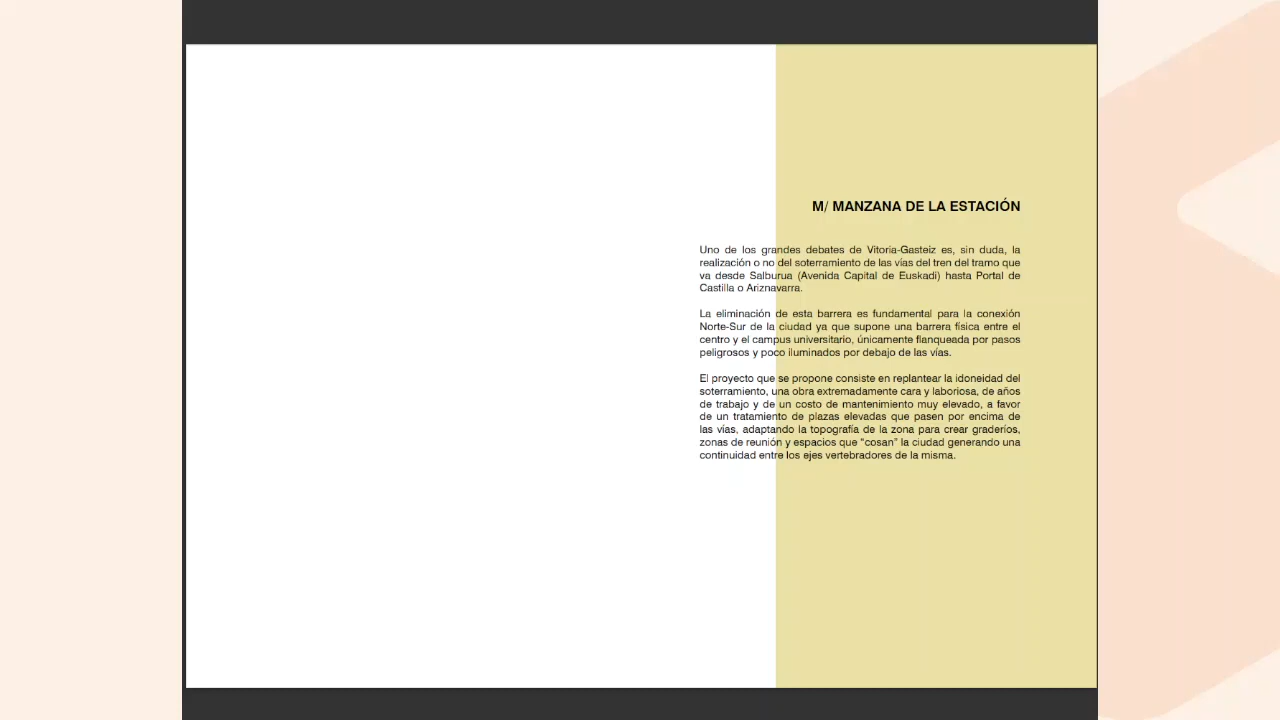 M/ MANZANA DE LA ESTACIÓN
Uno de los grandes debates de Vitoria-Gasteiz es, sin duda, la
realización o no del soterramiento de las vías del tren del tramo que
va desde Salburua (Avenida Capital de Euskadi) hasta Portal de
Castilla o Ariznavarra.
La eliminación de esta barrera es fundamental para la conexión
Norte-Sur de la ciudad ya que supone una barrera física entre el
centro y el campus universitario, únicamente flanqueada por pasos
peligrosos y poco iluminados por debajo de las vías.
El proyecto que se propone consiste en replantear la idoneidad del
soterramiento, una obra extremadamente cara y laboriosa, de años
de trabajo y de un costo de mantenimiento muy elevado, a favor
de un tratamiento de plazas elevadas que pasen por encima de
las vías, adaptando la topografía de la zona para crear graderíos,
zonas de reunión y espacios que “cosan” la ciudad generando una
continuidad entre los ejes vertebradores de la misma.